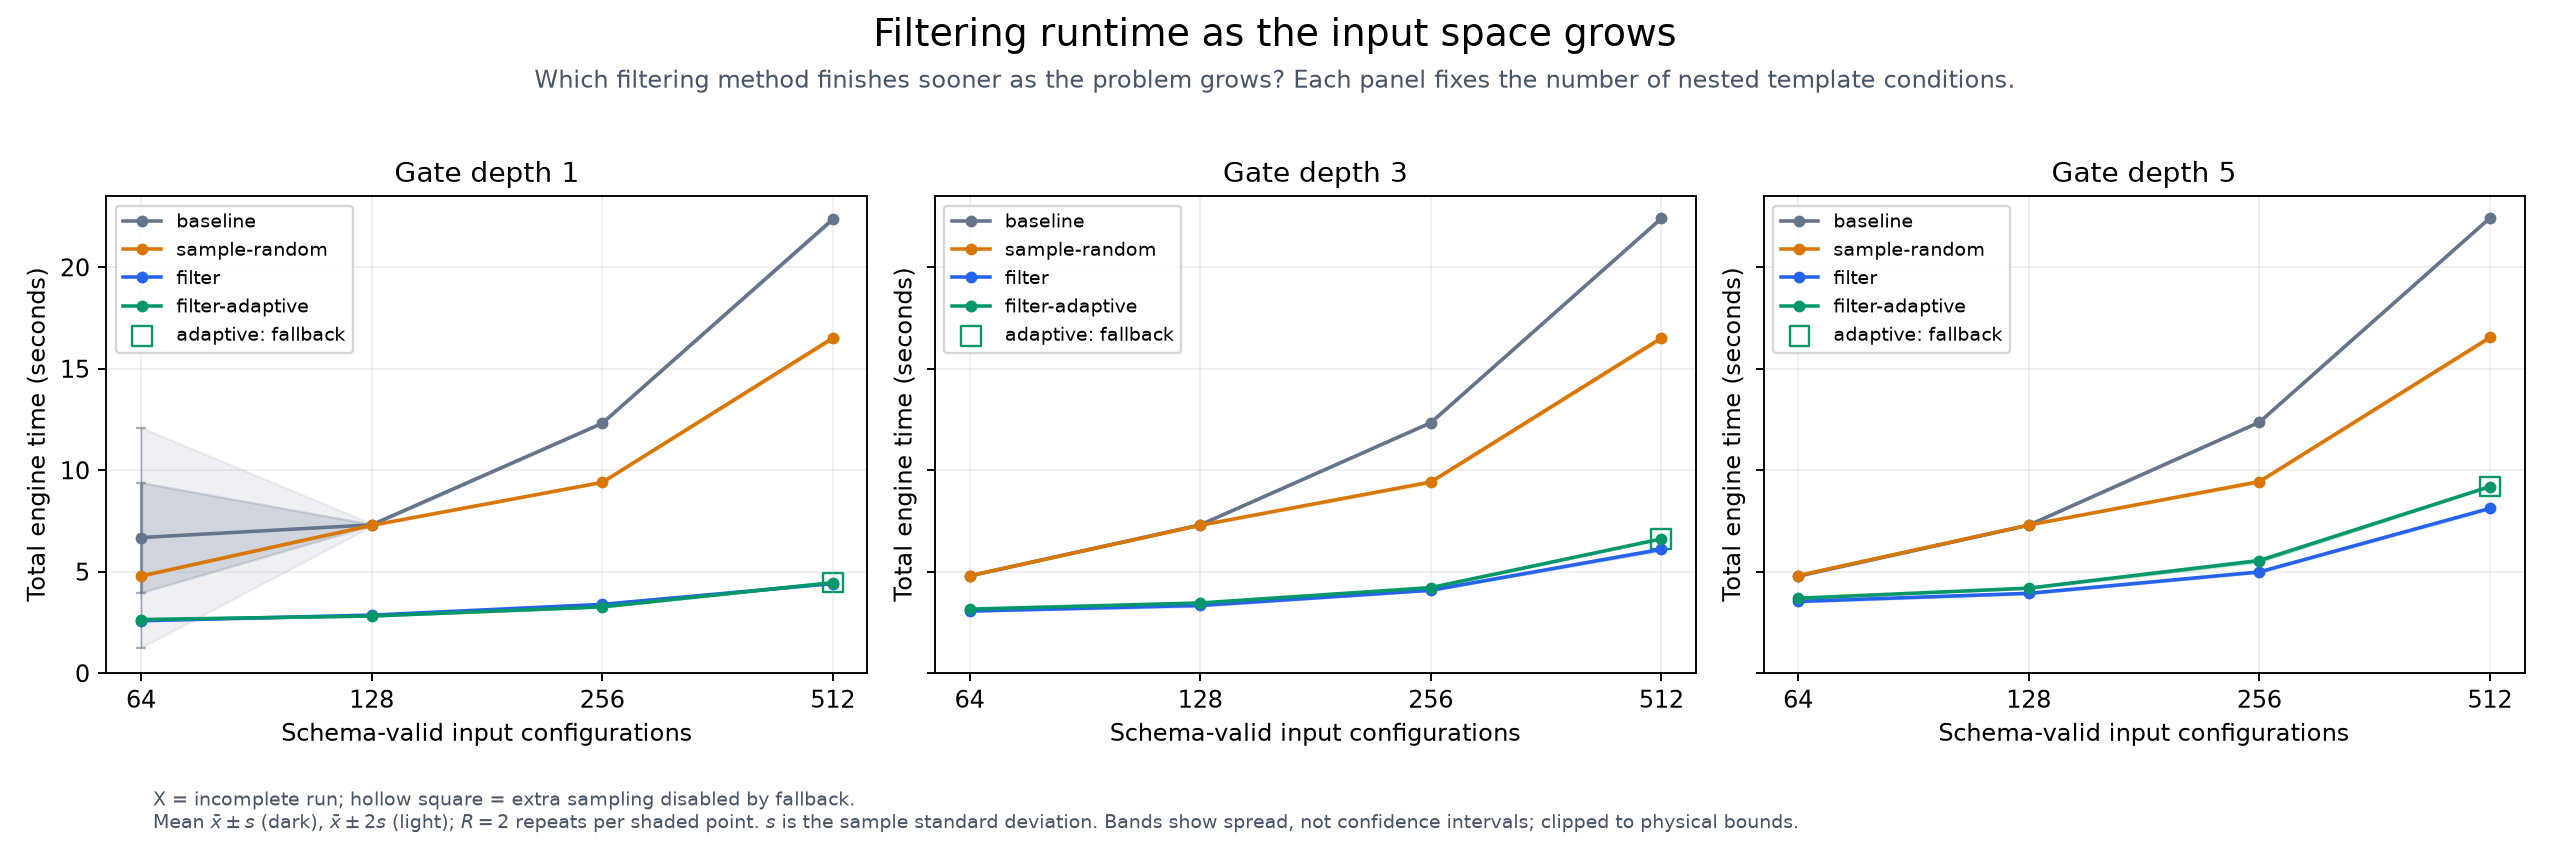 Filtering runtime as the input space grows
Which filtering method finishes sooner as the problem grows? Each panel fixes the number of nested template conditions.
Gate depth 1
baseline
sample-random
filter
filter-adaptive
adaptive: fallback
Total engine time (seconds)
20
15
10
5
0
64 128 256 512
Schema-valid input configurations
Gate depth 3
baseline
sample-random
filter
filter-adaptive
adaptive: fallback
Total engine time (seconds)
64 128 256 512
Schema-valid input configurations
Gate depth 5
baseline
sample-random
filter
filter-adaptive
adaptive: fallback
Total engine time (seconds)
64 128 256 512
Schema-valid input configurations
X = incomplete run; hollow square = extra sampling disabled by fallback.
Mean x̄ ± s (dark), x̄ ± 2s (light); R = 2 repeats per shaded point. s is the sample standard deviation. Bands show spread, not confidence intervals; clipped to physical bounds.